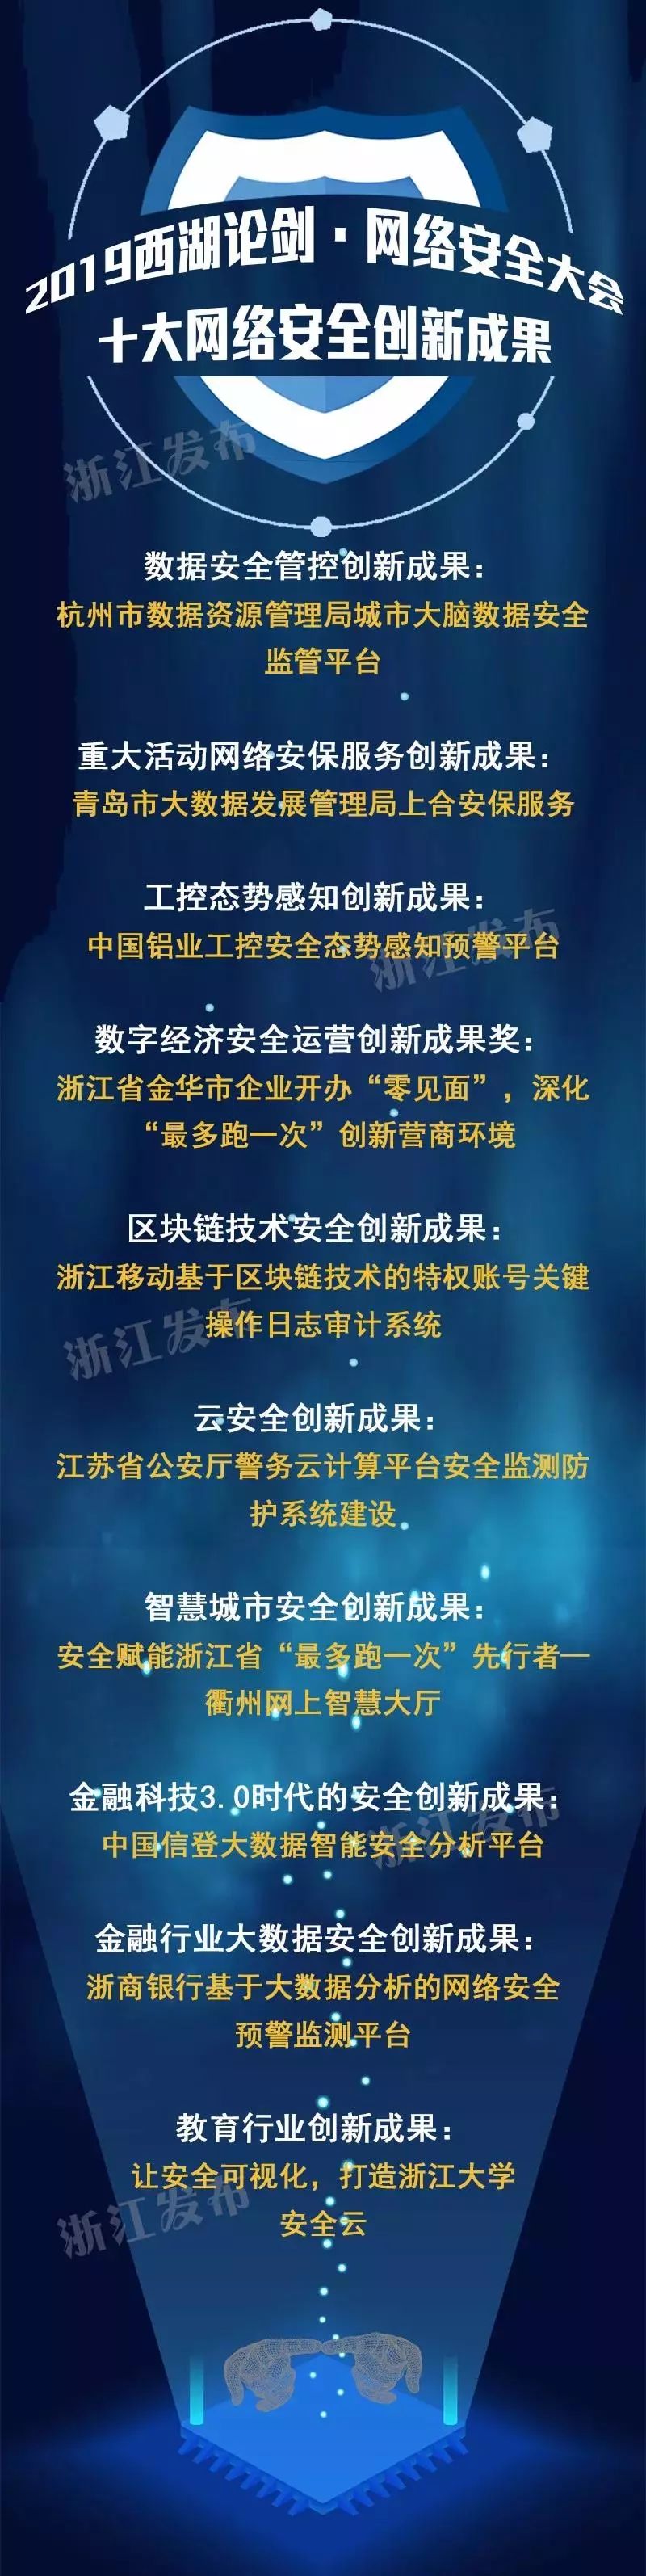 2019西湖论剑·网络安全大会
十大网络安全创新成果
浙江发布
数据安全管控创新成果：
杭州市数据资源管理局城市大脑数据安全
监管平台
重大活动网络安保服务创新成果：
青岛市大数据发展管理局上合安保服务
工控态势感知创新成果：
中国铝业工控安全态势感知预警平台
浙江发布
数字经济安全运营创新成果奖：
浙江省金华市企业开办“零见面”，深化
“最多跑一次”创新营商环境
区块链技术安全创新成果：
浙江移动基于区块链技术的特权账号关键
操作日志审计系统
浙江发布
云安全创新成果：
江苏省公安厅警务云计算平台安全监测防
护系统建设
智慧城市安全创新成果：
安全赋能浙江省“最多跑一次”先行者—
衢州网上智慧大厅
金融科技3.0时代的安全创新成果：
中国信登大数据智能安全分析平台
浙江发布
金融行业大数据安全创新成果：
浙商银行基于大数据分析的网络安全
预警监测平台
教育行业创新成果：
让安全可视化，打造浙江大学
安全云
浙江发布